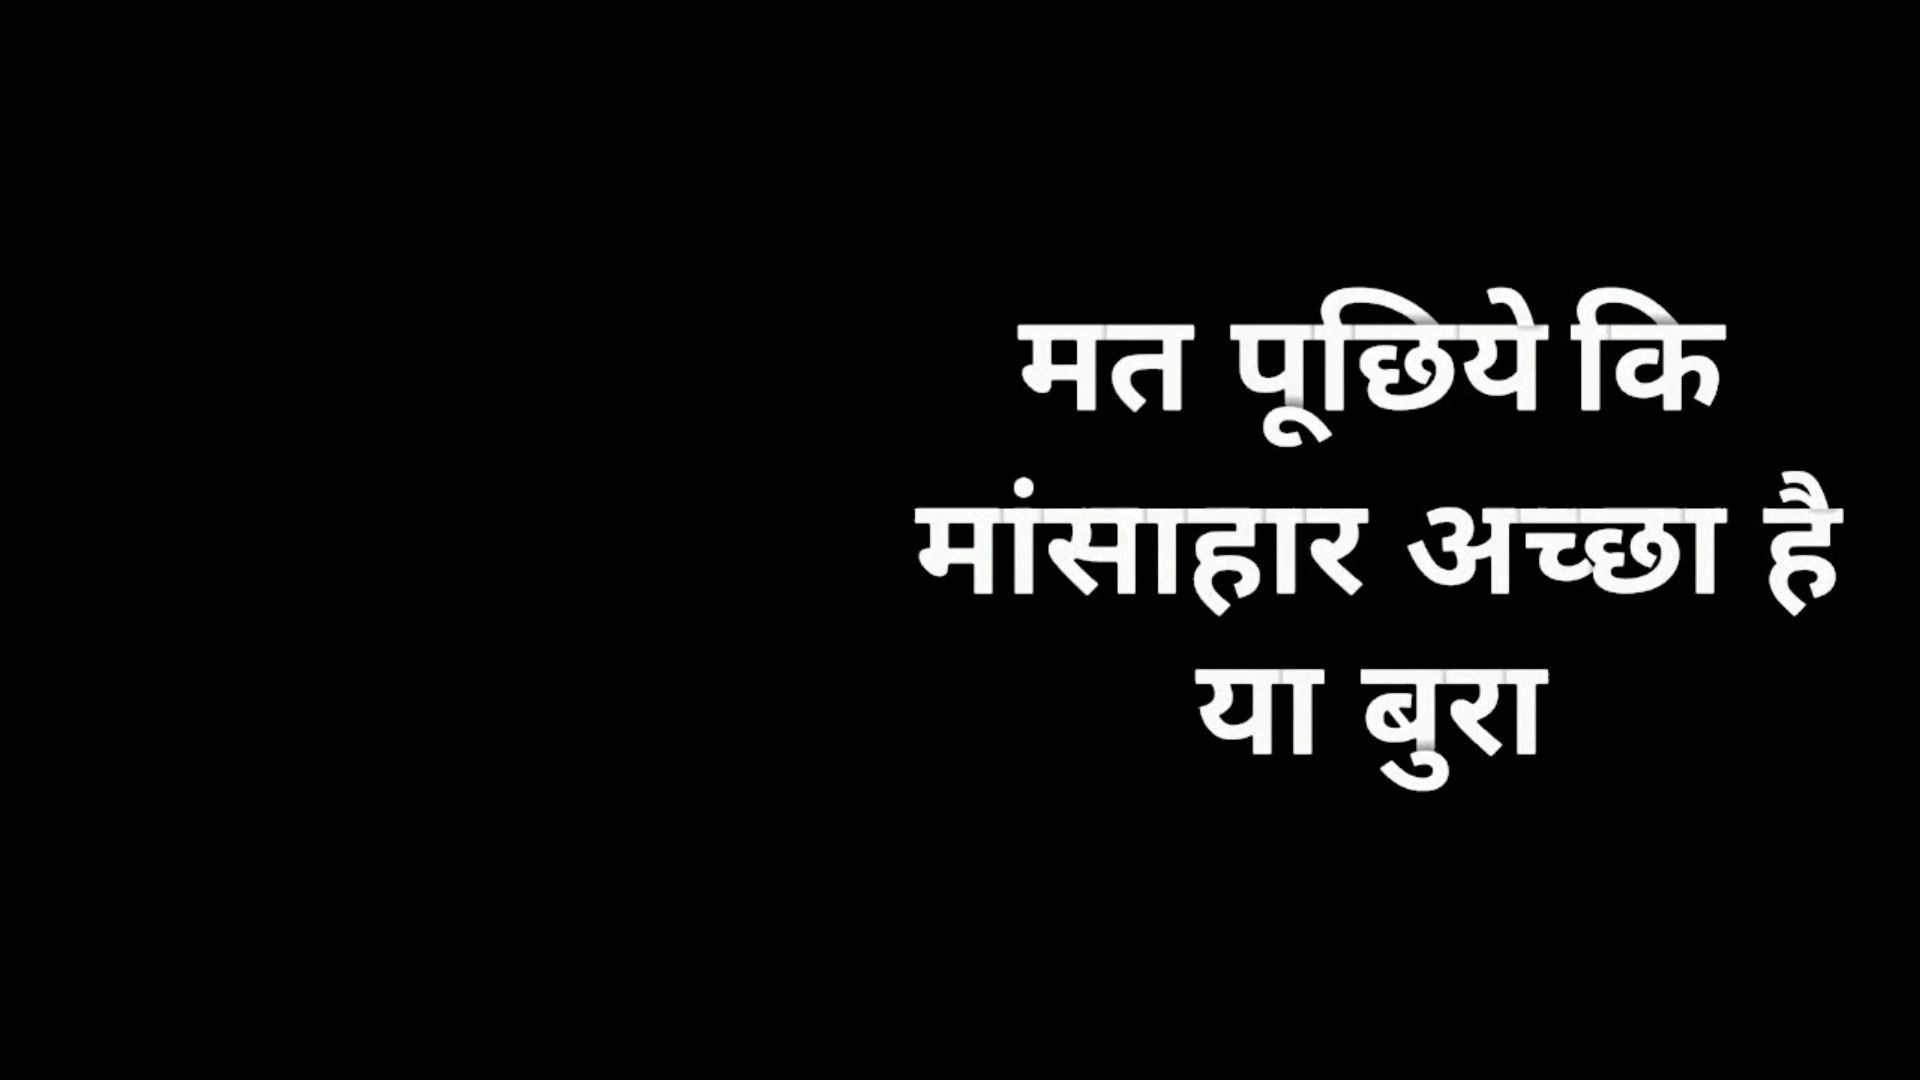 मत पूछिये कि
मांसाहार अच्छा है
या बुरा